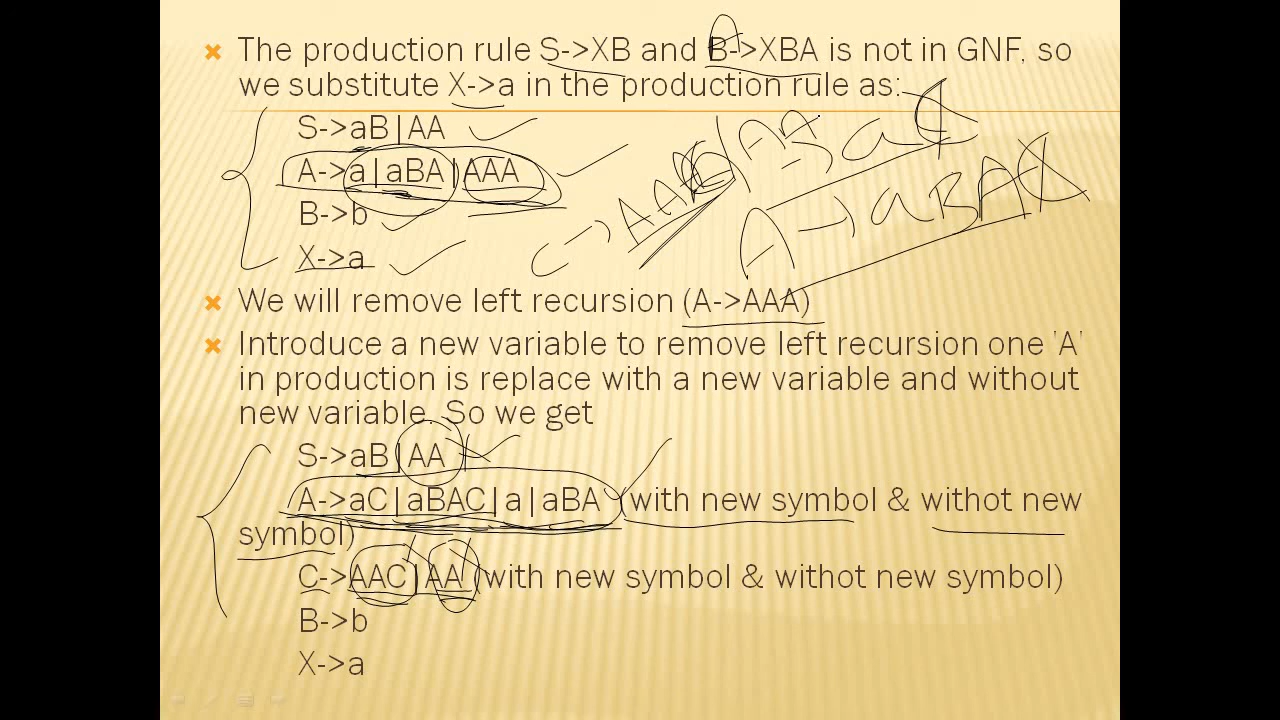 The production rule S->XB and B->XBA is not in GNF, so
we substitute X->a in the production rule as:
S->aB|AA
A->a|aBA|AAA
B->b
X->a
We will remove left recursion (A->AAA)
Introduce a new variable to remove left recursion one 'A'
in production is replace with a new variable and without
new variable. So we get
S->aB|AA
A->aC|aBAC|a|aBA (with new symbol & withot new
symbol)
C->AAC|AA (with new symbol & withot new symbol)
B->b
X->a